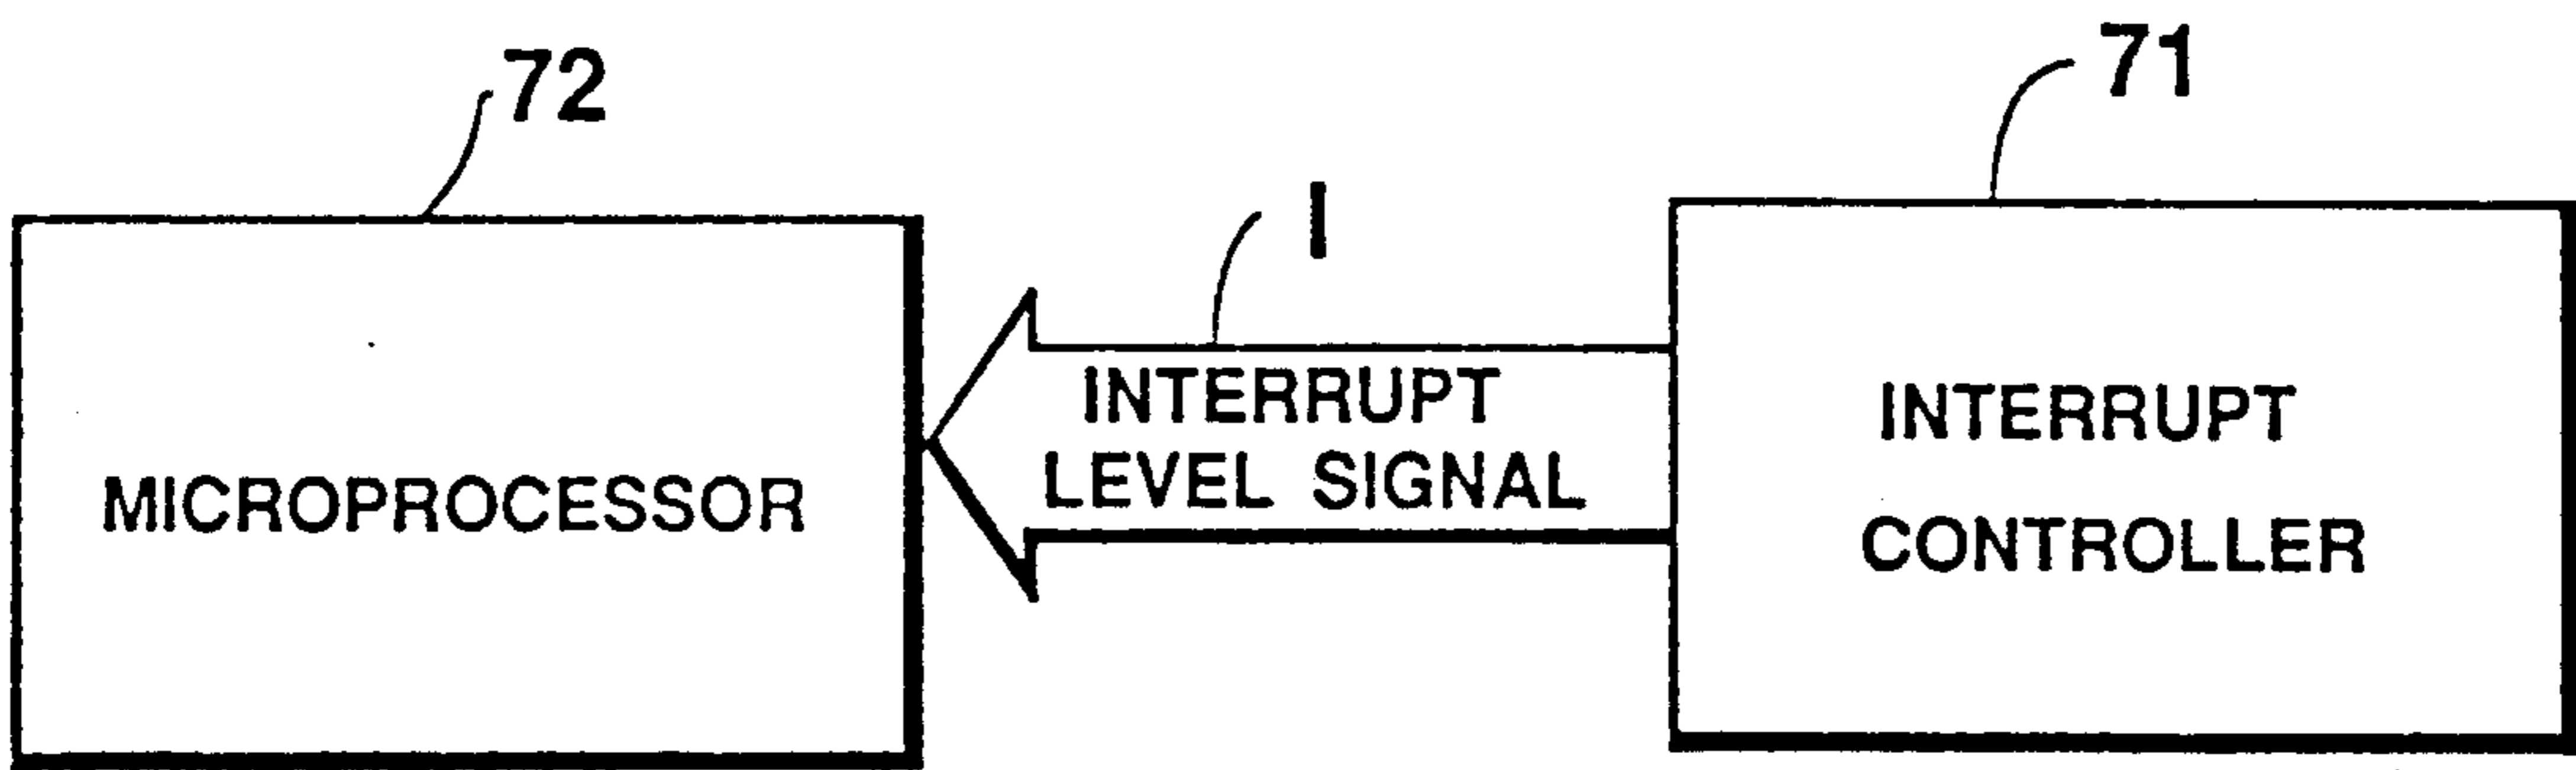 72
71
I
INTERRUPT
LEVEL SIGNAL
MICROPROCESSOR
INTERRUPT
CONTROLLER